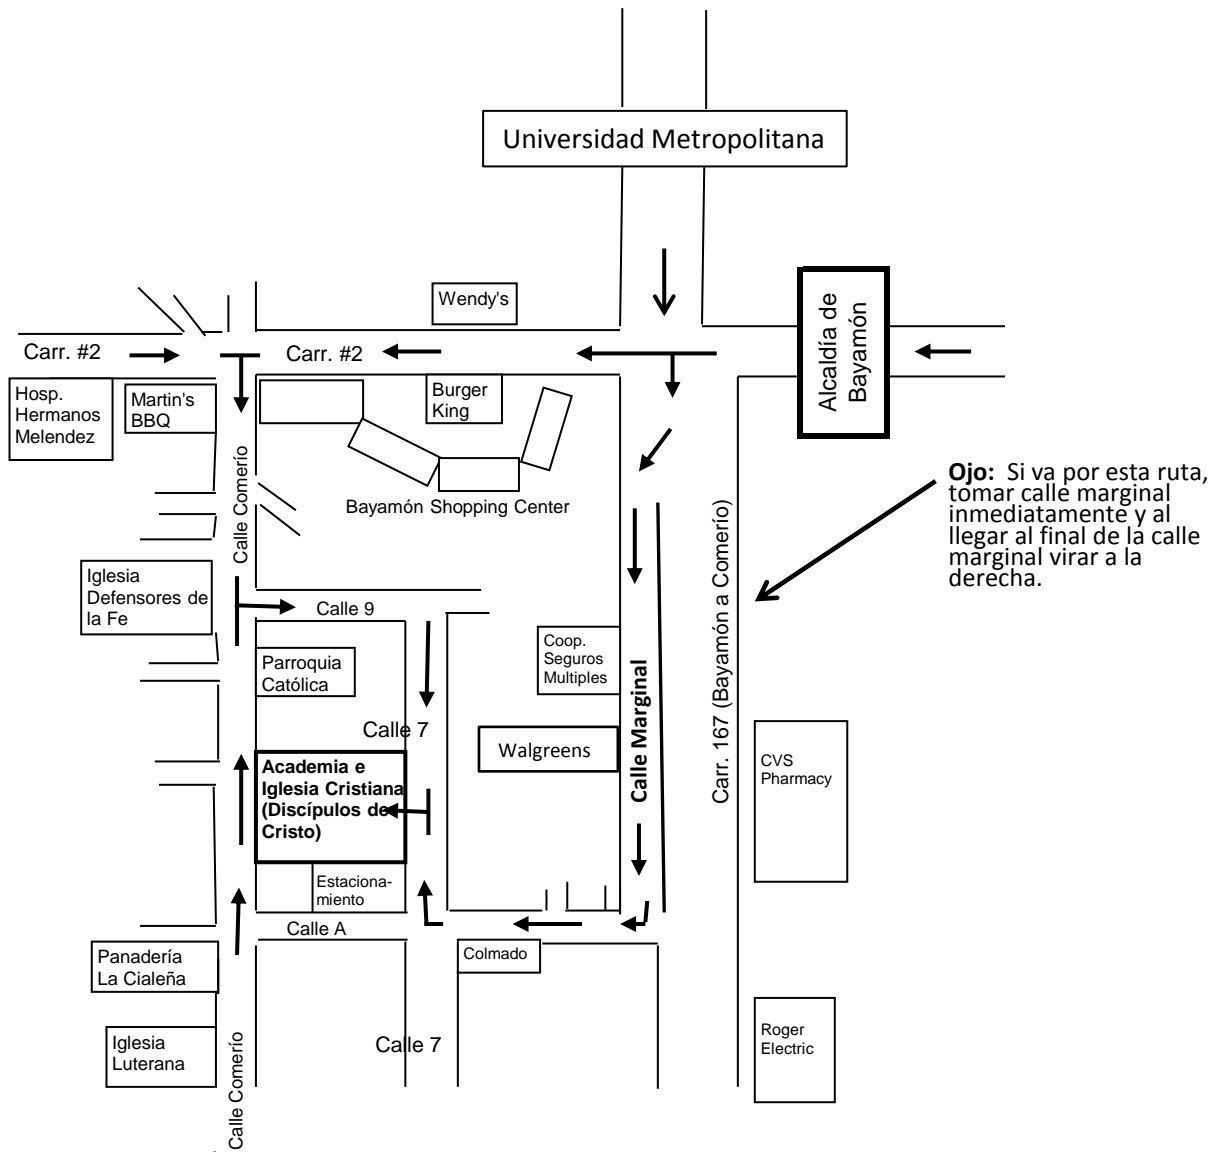 Universidad Metropolitana
Wendy's
Alcaldía de
Bayamón
Carr. #2
Carr. #2
Hosp.
Hermanos
Melendez
Martin's
BBQ
Burger
King
Calle Comerío
Bayamón Shopping Center
Ojo: Si va por esta ruta,
tomar calle marginal
inmediatamente y al
llegar al final de la calle
marginal virar a la
derecha.
Iglesia
Defensores de
la Fe
Calle 9
Parroquia
Católica
Coop.
Seguros
Multiples
Calle Marginal
Carr. 167 (Bayamón a Comerío)
Calle 7
Walgreens
CVS
Pharmacy
Academia e
Iglesia Cristiana
(Discípulos de
Cristo)
Estaciona-
miento
Calle A
Panadería
La Cialeña
Colmado
Iglesia
Luterana
Calle Comerío
Calle 7
Roger
Electric